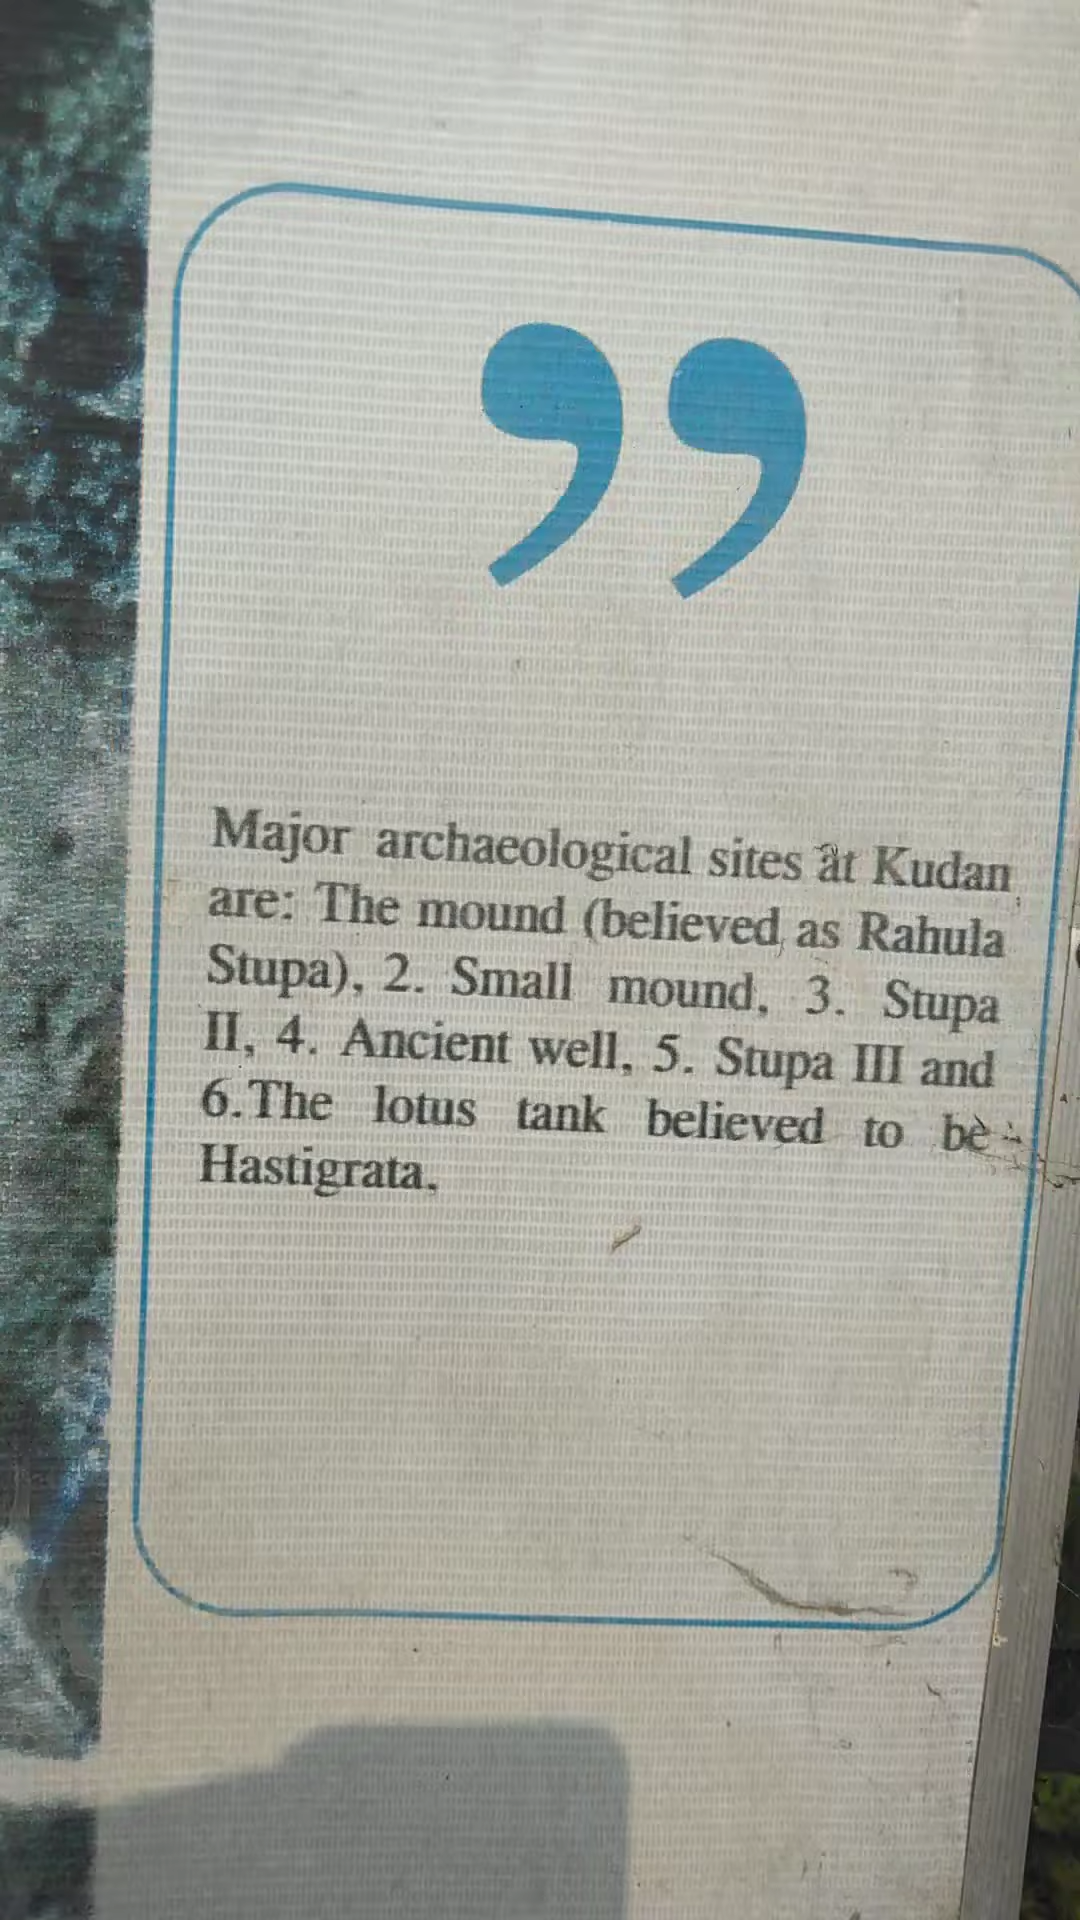 ”
Major archaeological sites at Kudan
are: The mound (believed as Rahula
Stupa), 2. Small mound, 3. Stupa
II, 4. Ancient well, 5. Stupa III and
6.The lotus tank believed to be
Hastigrata.